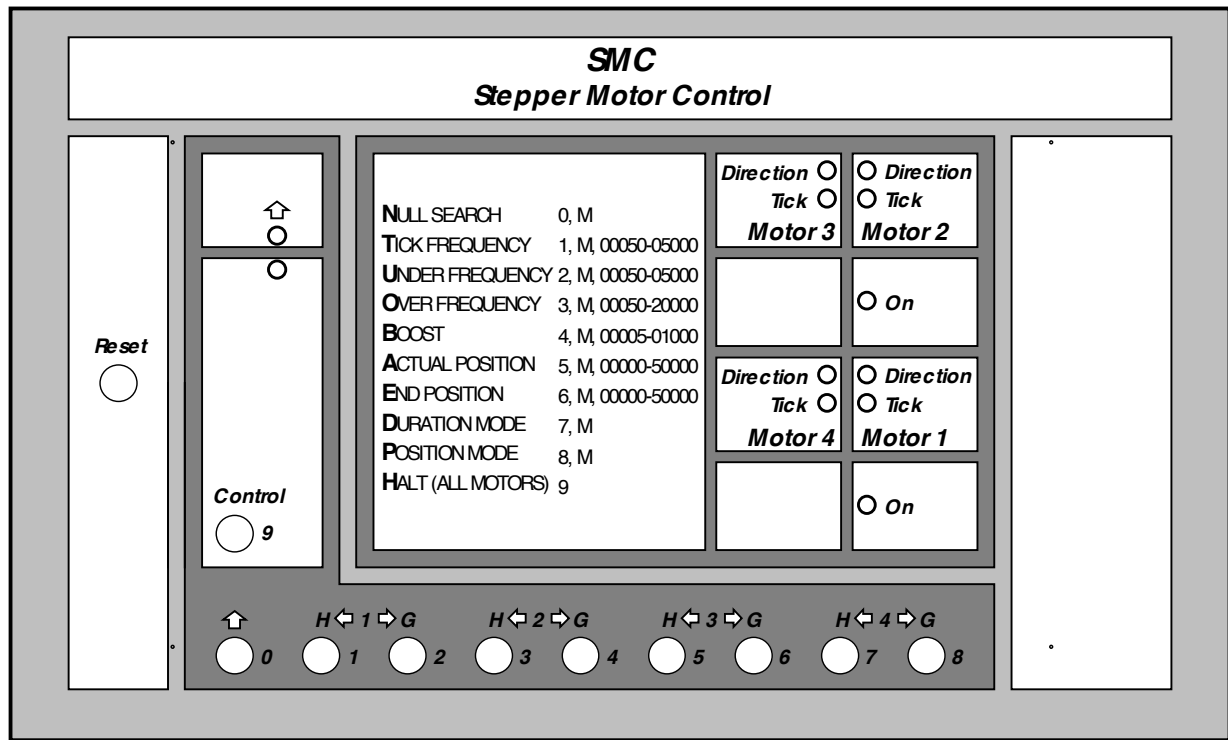 SMC
Stepper Motor Control
Reset
Control
9
NULL SEARCH 0, M
TICK FREQUENCY 1, M, 00050-05000
UNDER FREQUENCY 2, M, 00050-05000
OVER FREQUENCY 3, M, 00050-20000
BOOST 4, M, 00005-01000
ACTUAL POSITION 5, M, 00000-50000
END POSITION 6, M, 00000-50000
DURATION MODE 7, M
POSITION MODE 8, M
HALT (ALL MOTORS) 9
Direction
Tick
Motor 3
Direction
Tick
Motor 2
On
Direction
Tick
Motor 4
Direction
Tick
Motor 1
On
H 1 G
H 2 G
H 3 G
H 4 G
0 1 2 3 4 5 6 7 8